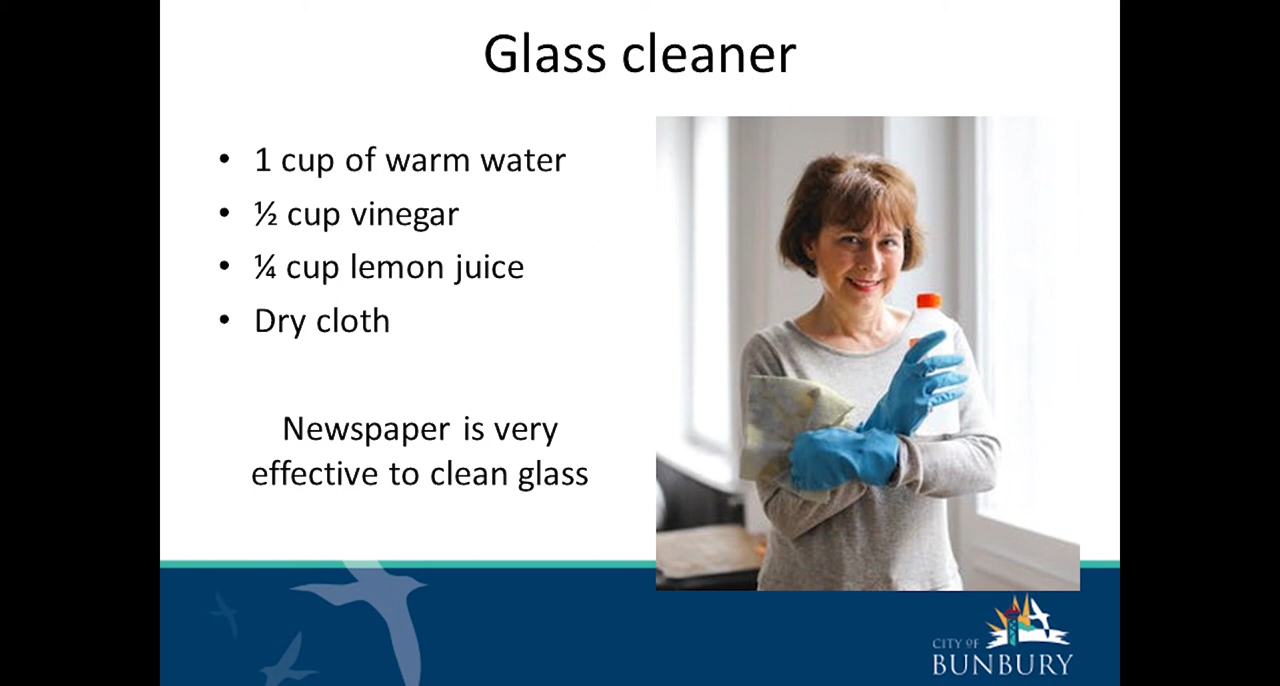 Glass cleaner
• 1 cup of warm water
• ½ cup vinegar
• ¼ cup lemon juice
• Dry cloth
Newspaper is very
effective to clean glass
CITY OF
BUNBURY